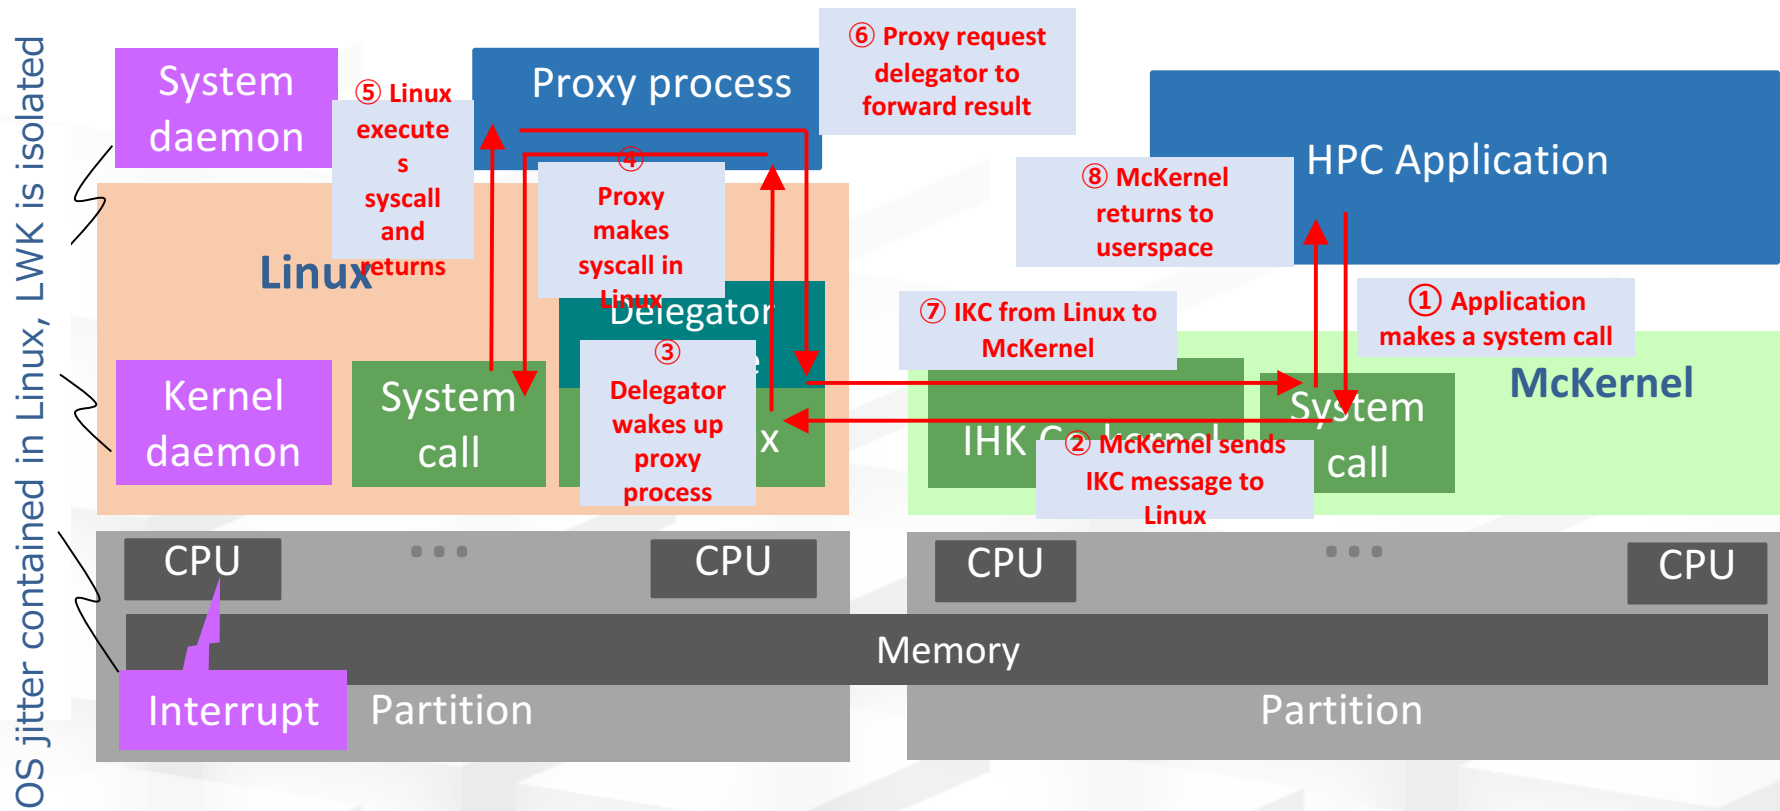 OS jitter contained in Linux, LWK is isolated
System
daemon
⑤ Linux
execute
s
syscall
and
returns
Proxy process
⑥ Proxy request
delegator to
forward result
HPC Application
④
Proxy
makes
syscall in
Linux
⑧ McKernel
returns to
userspace
Linux
Delegator
⑦ IKC from Linux to
McKernel
① Application
makes a system call
③
Delegator
wakes up
proxy
process
McKernel
Kernel
daemon
System
call
x
IHK
System
call
② McKernel sends
IKC message to
Linux
CPU
...
CPU
CPU
...
CPU
Memory
Interrupt
Partition
Partition